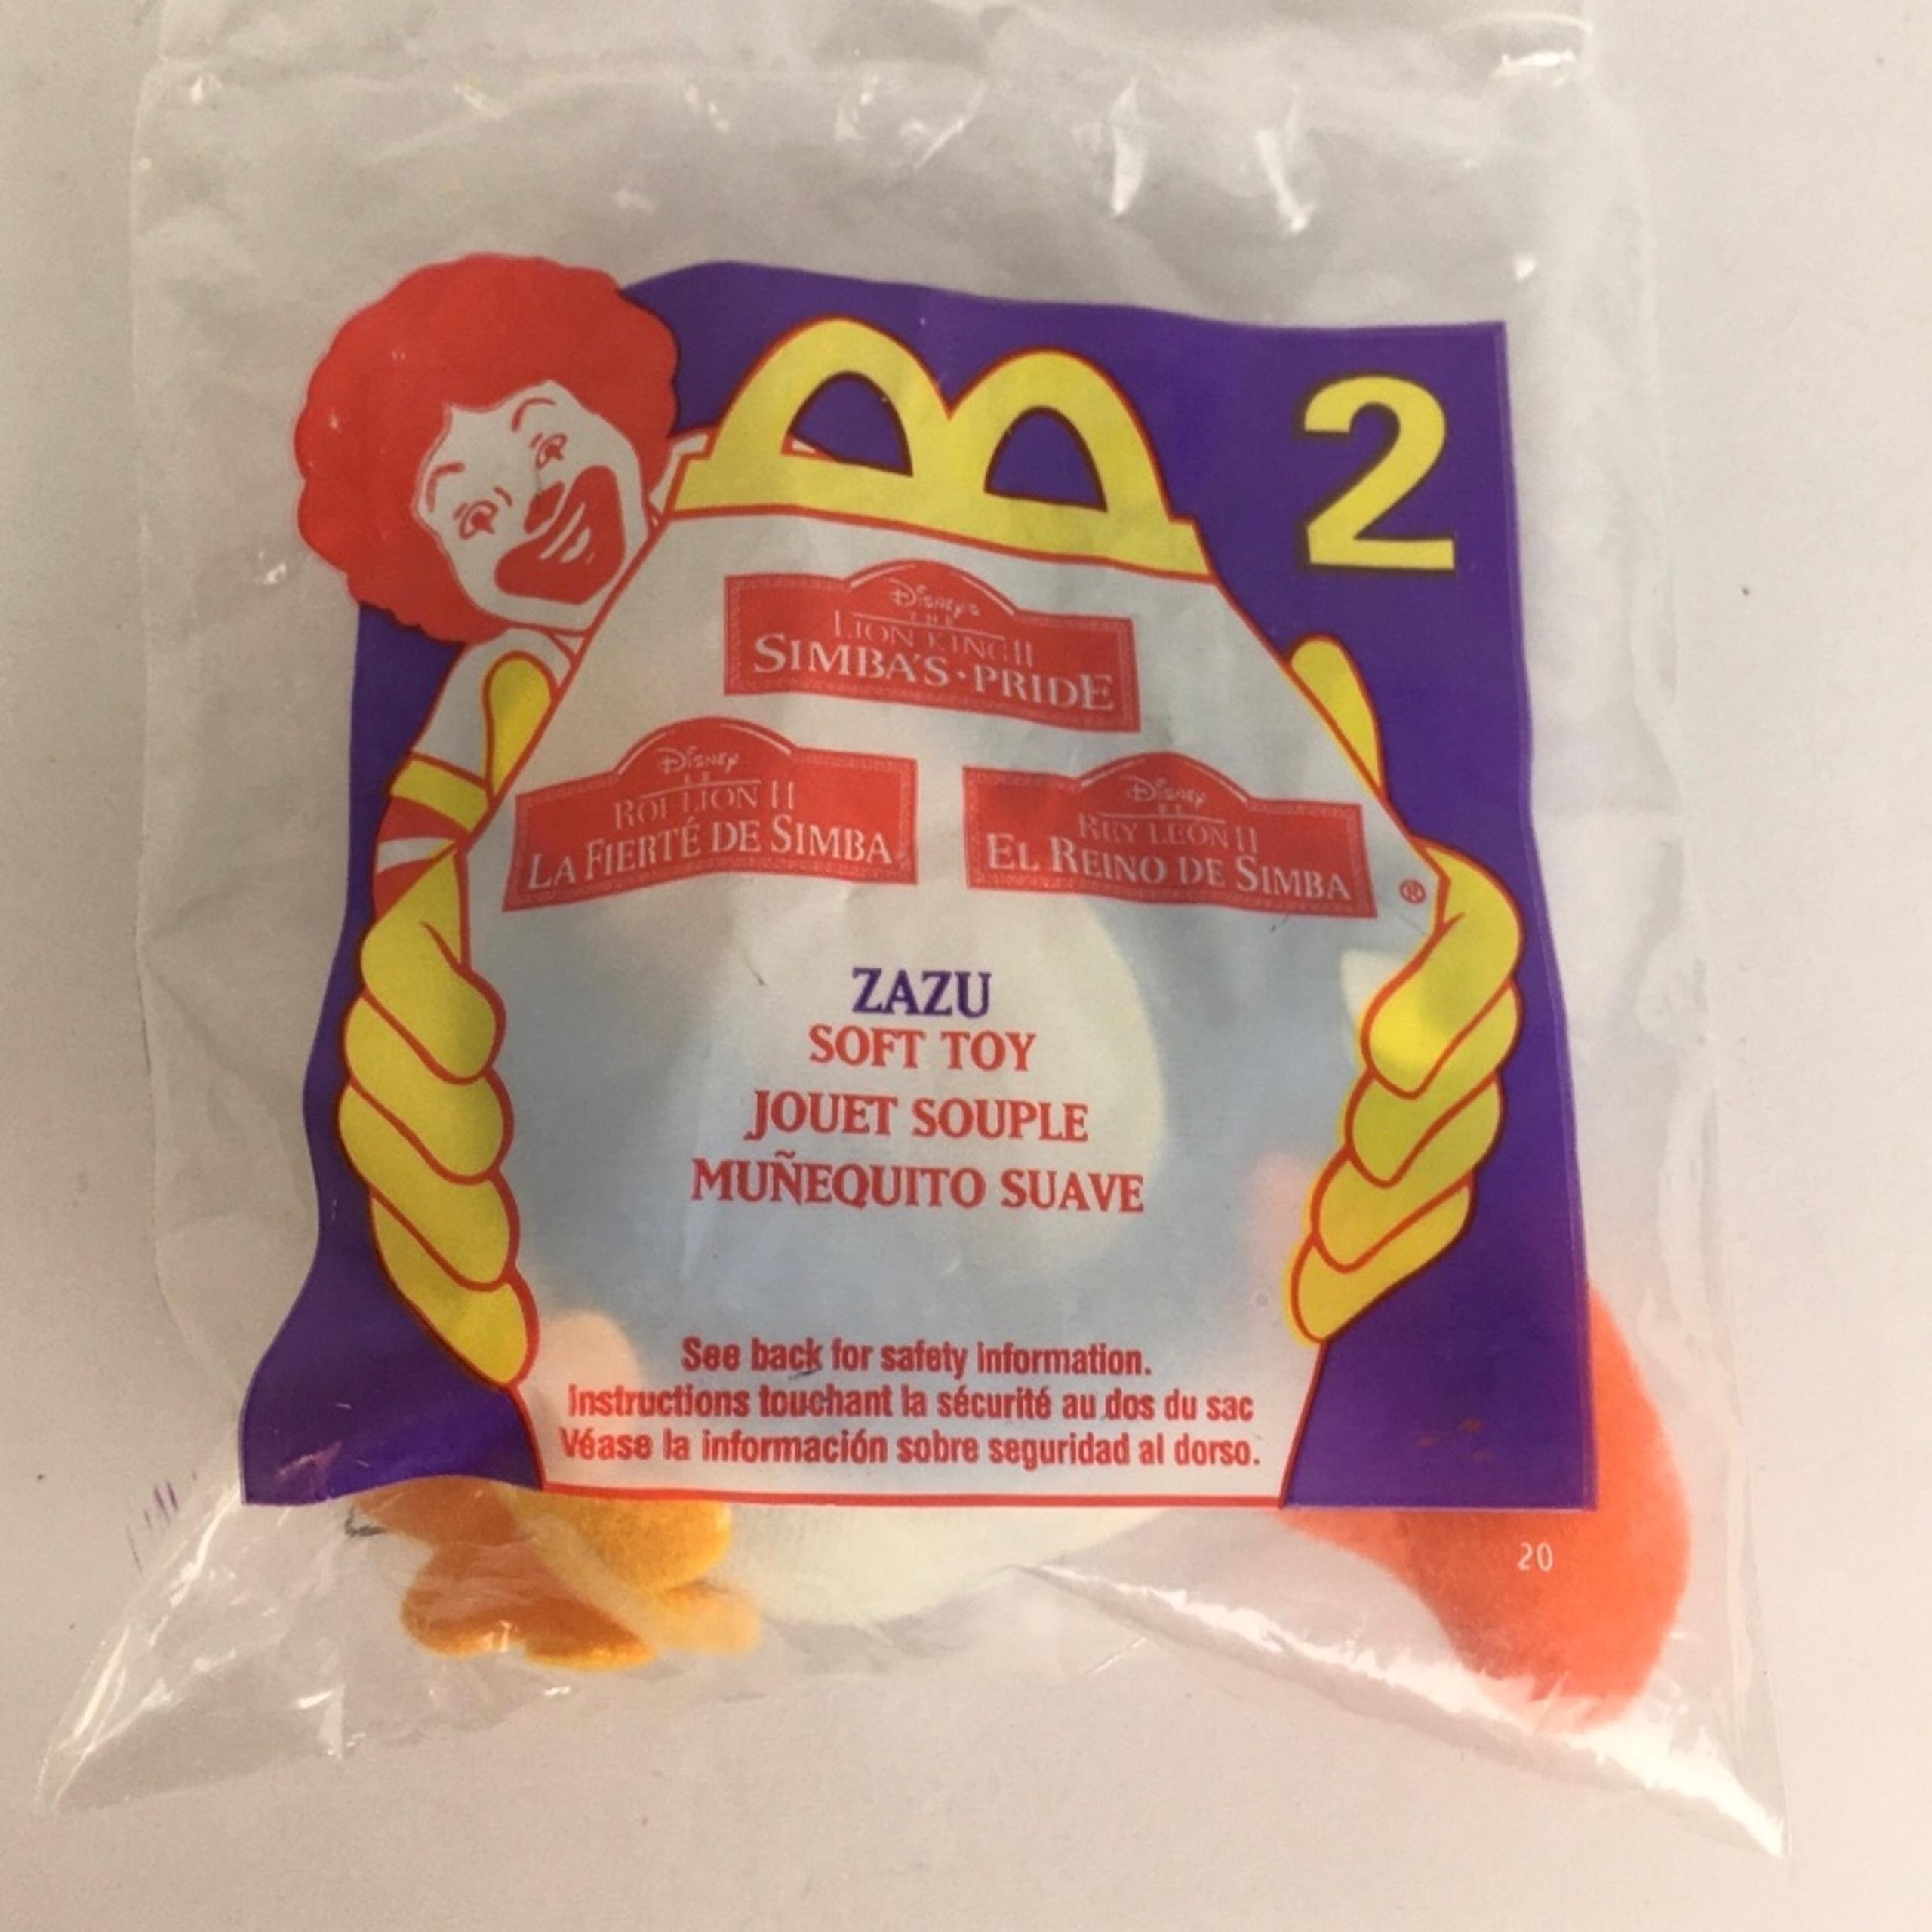 2
Disney's
THE
LION KING II
SIMBA'S•PRIDE
Disney
LE
ROI LION II
LA FIERTÉ DE SIMBA
Disney
EL
REY LEÓN II
EL REINO DE SIMBA
®
ZAZU
SOFT TOY
JOUET SOUPLE
MUÑEQUITO SUAVE
See back for safety information.
Instructions touchant la sécurité au dos du sac
Véase la información sobre seguridad al dorso.
20